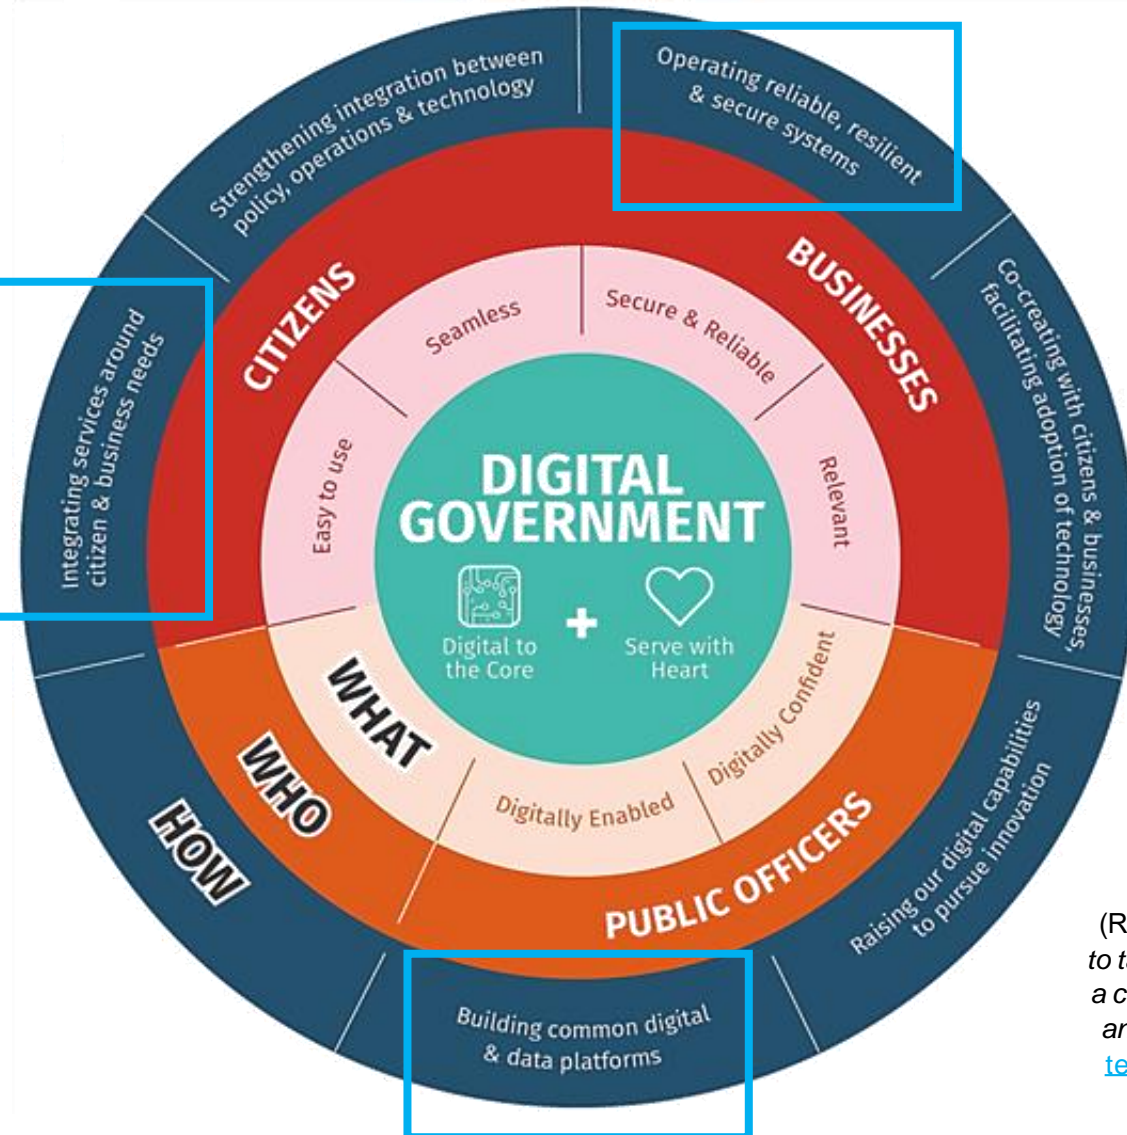 Strengthening integration between
policy, operations & technology
Operating reliable, resilient
& secure systems
Co-creating with citizens & businesses,
facilitating adoption of technology
Raising our digital capabilities
to pursue innovation
Building common digital
& data platforms
Integrating services around
citizen & business needs
CITIZENS
BUSINESSES
PUBLIC OFFICERS
Easy to use
Seamless
Secure & Reliable
Relevant
Digitally Confident
Digitally Enabled
WHAT
WHO
HOW
DIGITAL
GOVERNMENT
Digital to
the Core
+
Serve with
Heart
(R
to t
a c
an
te